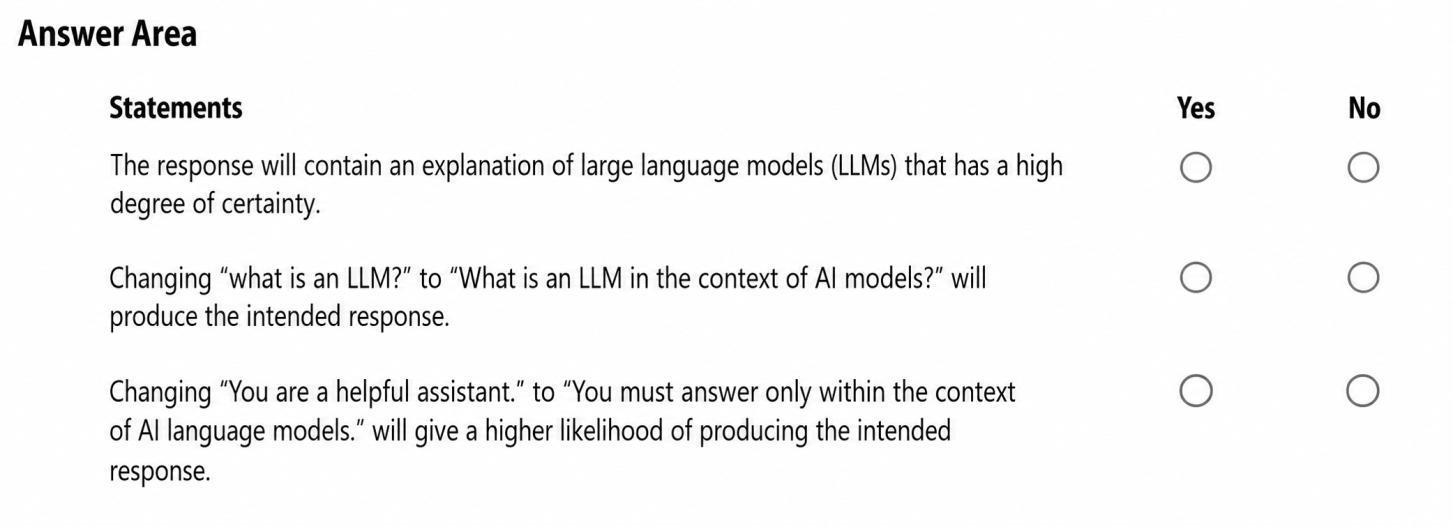 Answer Area
Statements Yes No
The response will contain an explanation of large language models (LLMs) that has a high
degree of certainty.
Changing “what is an LLM?” to “What is an LLM in the context of AI models?” will
produce the intended response.
Changing “You are a helpful assistant.” to “You must answer only within the context
of AI language models.” will give a higher likelihood of producing the intended
response.